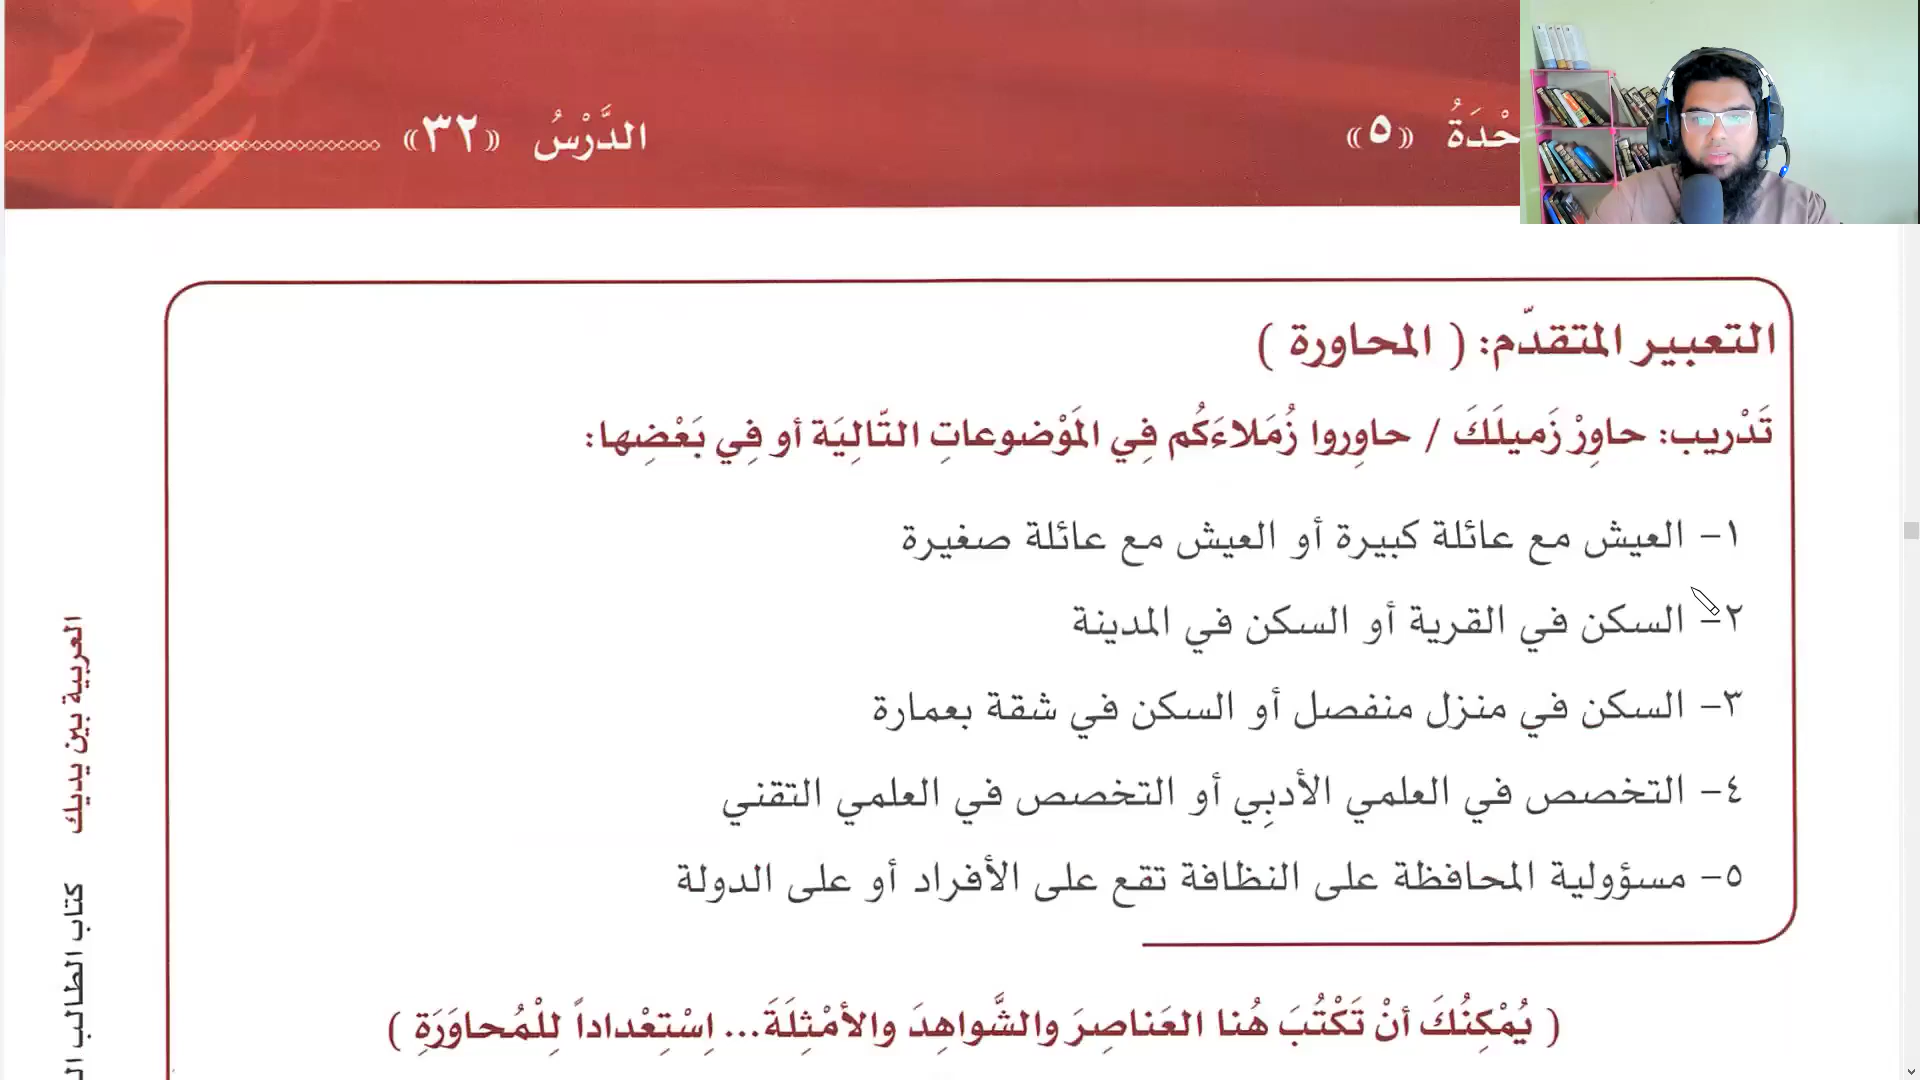 حْدَةُ «٥»
الدَّرْسُ «٣٢»
التعبير المتقدّم: ( المحاورة )
تَدْريب: حاوِرْ زَميلَكَ / حاوِروا زُمَلاءَكُم فِي المَوْضوعاتِ التّالِيَة أو فِي بَعْضِها:
١- العيش مع عائلة كبيرة أو العيش مع عائلة صغيرة
٢- السكن في القرية أو السكن في المدينة
٣- السكن في منزل منفصل أو السكن في شقة بعمارة
٤- التخصص في العلمي الأدبِي أو التخصص في العلمي التقني
٥- مسؤولية المحافظة على النظافة تقع على الأفراد أو على الدولة
( يُمْكِنُكَ أنْ تَكْتُبَ هُنا العَناصِرَ والشَّواهِدَ والأمْثِلَةَ... اِسْتِعْداداً لِلْمُحاوَرَةِ )
العربية بين يديك
كتاب الطالب ال